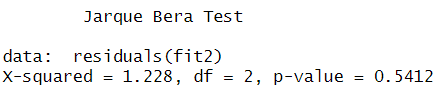 Jarque Bera Test
data:  residuals(fit2)
X-squared = 1.228, df = 2, p-value = 0.5412